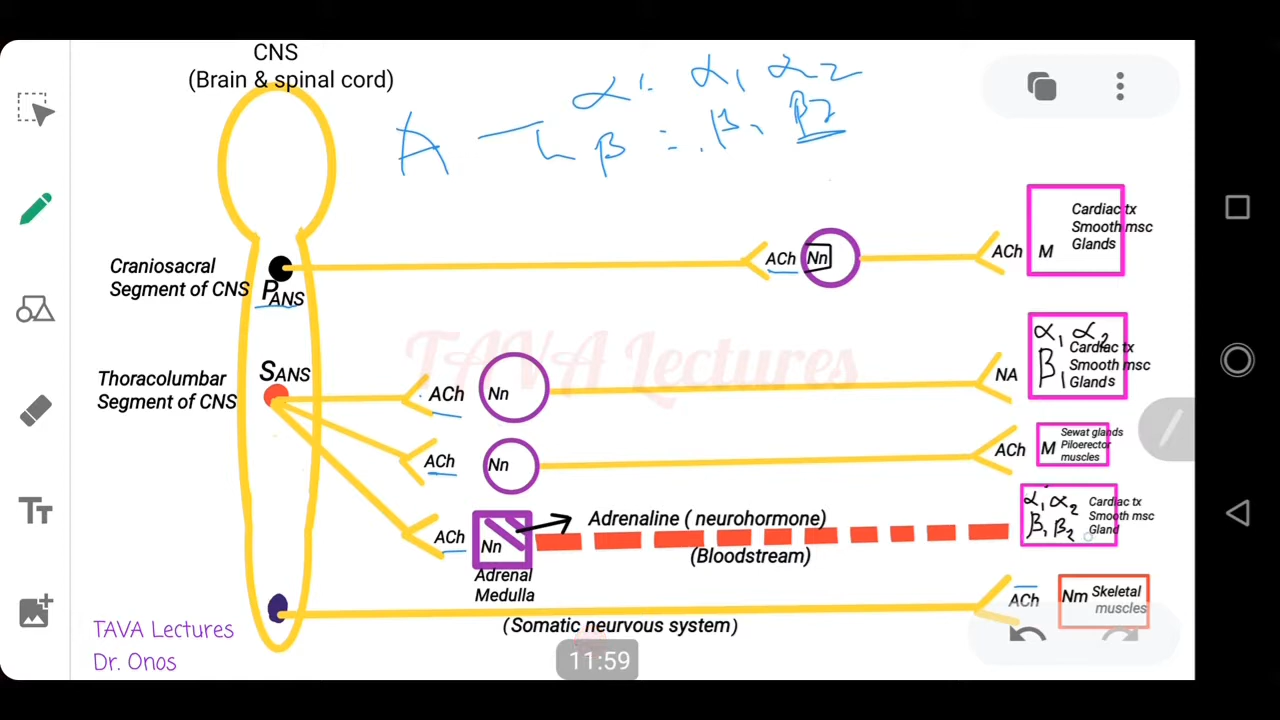 CNS
(Brain & spinal cord)
α: α1 α2
A
β : β1 β2
Craniosacral
Segment of CNS
PANS
ACh
Nn
ACh
M
Cardiac tx
Smooth msc
Glands
TAVA Lectures
Thoracolumbar
Segment of CNS
SANS
ACh
Nn
NA
α1 α2
β1
Cardiac tx
Smooth msc
Glands
ACh
Nn
ACh
M
Sewat glands
Piloerector
muscles
ACh
Nn
Adrenal
Medulla
Adrenaline ( neurohormone)
(Bloodstream)
α1 α2
β1 β2
Cardiac tx
Smooth msc
Gland
(Somatic neurvous system)
ACh
Nm
Skeletal
muscles
TAVA Lectures
Dr. Onos
11:59
TT